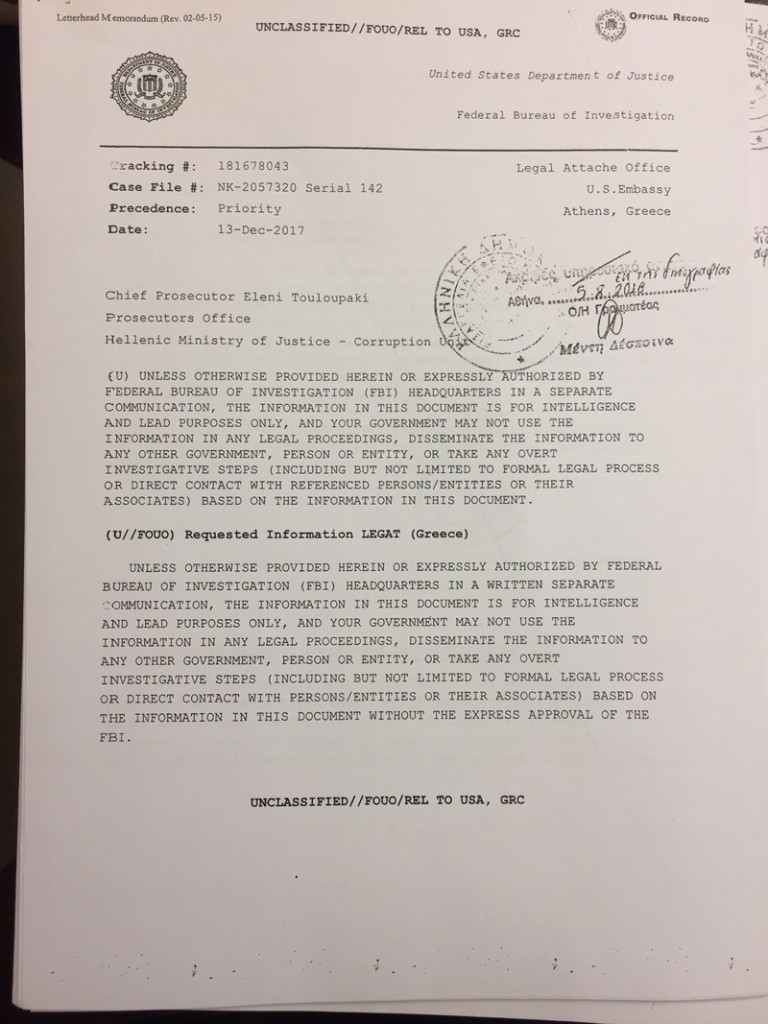 Letterhead Memorandum (Rev. 02-05-15)
UNCLASSIFIED//FOUO/REL TO USA, GRC
OFFICIAL RECORD
United States Department of Justice
Federal Bureau of Investigation
Tracking #: 181678043
Case File #: NK-2057320 Serial 142
Precedence: Priority
Date: 13-Dec-2017
Legal Attache Office
U.S.Embassy
Athens, Greece
Chief Prosecutor Eleni Touloupaki
Prosecutors Office
Hellenic Ministry of Justice - Corruption Unit
ΕΛΛΗΝΙΚΗ ΔΗΜΟ
Ακριβές
Αθήνα, 5.2.2018
Ο/Η Γραμματέας
Μέντη Δέσποινα
(U) UNLESS OTHERWISE PROVIDED HEREIN OR EXPRESSLY AUTHORIZED BY
FEDERAL BUREAU OF INVESTIGATION (FBI) HEADQUARTERS IN A SEPARATE
COMMUNICATION, THE INFORMATION IN THIS DOCUMENT IS FOR INTELLIGENCE
AND LEAD PURPOSES ONLY, AND YOUR GOVERNMENT MAY NOT USE THE
INFORMATION IN ANY LEGAL PROCEEDINGS, DISSEMINATE THE INFORMATION TO
ANY OTHER GOVERNMENT, PERSON OR ENTITY, OR TAKE ANY OVERT
INVESTIGATIVE STEPS (INCLUDING BUT NOT LIMITED TO FORMAL LEGAL PROCESS
OR DIRECT CONTACT WITH REFERENCED PERSONS/ENTITIES OR THEIR
ASSOCIATES) BASED ON THE INFORMATION IN THIS DOCUMENT.
(U//FOUO) Requested Information LEGAT (Greece)
UNLESS OTHERWISE PROVIDED HEREIN OR EXPRESSLY AUTHORIZED BY FEDERAL
BUREAU OF INVESTIGATION (FBI) HEADQUARTERS IN A WRITTEN SEPARATE
COMMUNICATION, THE INFORMATION IN THIS DOCUMENT IS FOR INTELLIGENCE
AND LEAD PURPOSES ONLY, AND YOUR GOVERNMENT MAY NOT USE THE
INFORMATION IN ANY LEGAL PROCEEDINGS, DISSEMINATE THE INFORMATION TO
ANY OTHER GOVERNMENT, PERSON OR ENTITY, OR TAKE ANY OVERT
INVESTIGATIVE STEPS (INCLUDING BUT NOT LIMITED TO FORMAL LEGAL PROCESS
OR DIRECT CONTACT WITH PERSONS/ENTITIES OR THEIR ASSOCIATES) BASED ON
THE INFORMATION IN THIS DOCUMENT WITHOUT THE EXPRESS APPROVAL OF THE
FBI.
UNCLASSIFIED//FOUO/REL TO USA, GRC